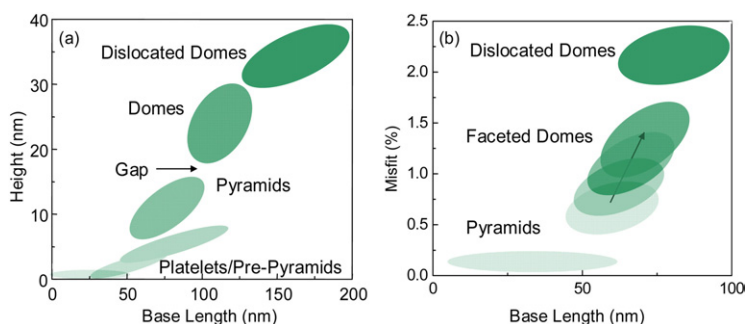 (a)
40
30
20
10
0
Height (nm)
Dislocated Domes
Domes
Gap
Pyramids
Platelets/Pre-Pyramids
50
100
150
200
Base Length (nm)
(b)
2.5
2.0
1.5
1.0
0.5
0.0
Misfit (%)
Dislocated Domes
Faceted Domes
Pyramids
0
50
100
Base Length (nm)